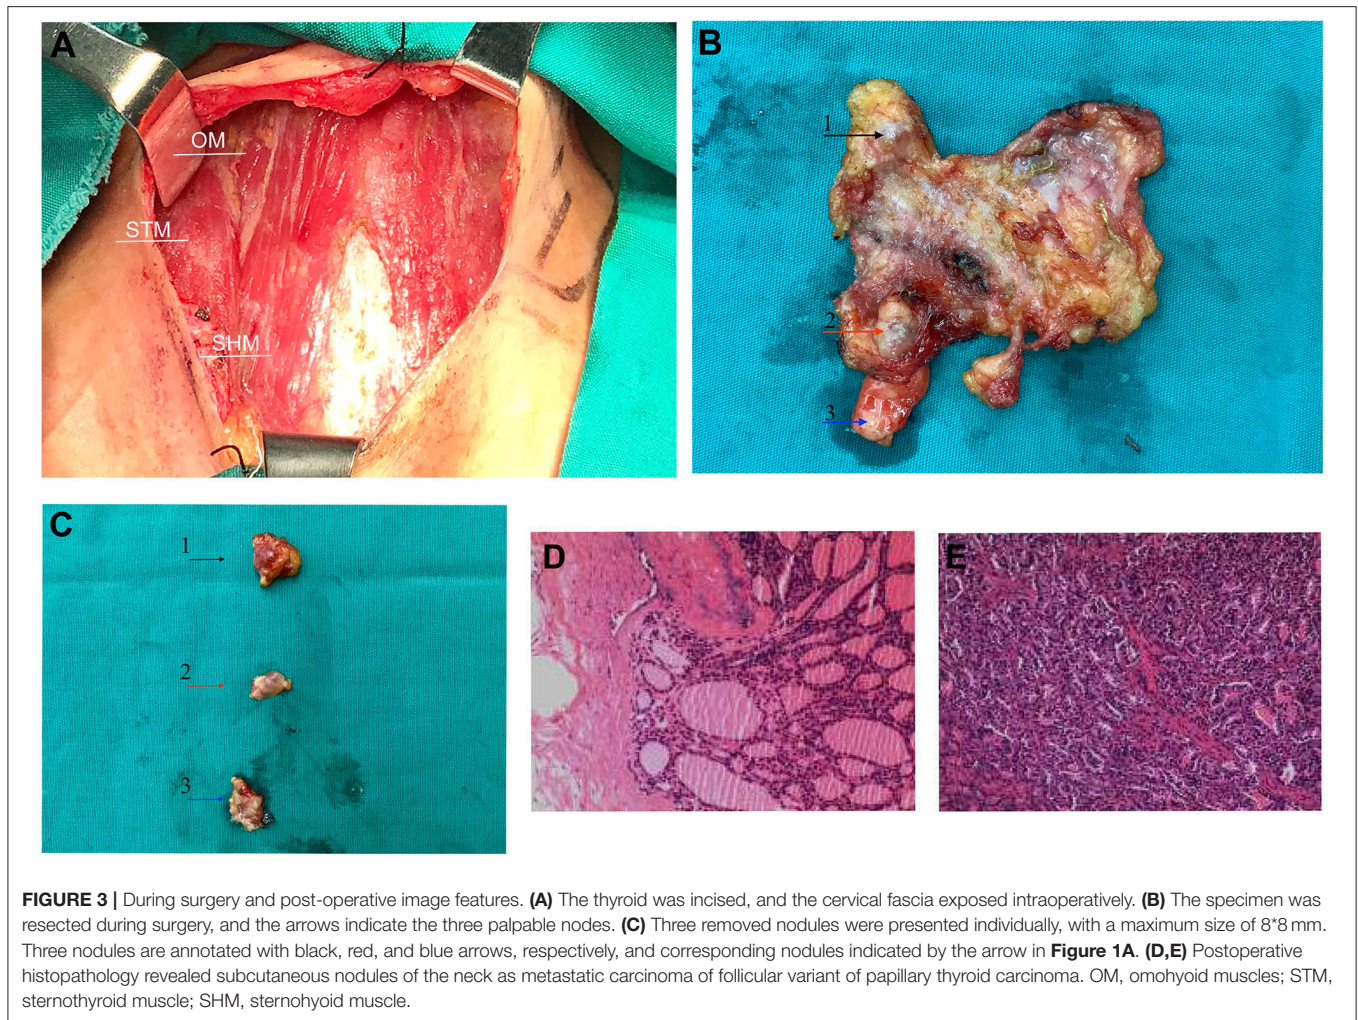 A
OM
STM
SHM
B
1
2
3
C
1
2
3
D
E
FIGURE 3 | During surgery and post-operative image features. (A) The thyroid was incised, and the cervical fascia exposed intraoperatively. (B) The specimen was
resected during surgery, and the arrows indicate the three palpable nodes. (C) Three removed nodules were presented individually, with a maximum size of 8*8 mm.
Three nodules are annotated with black, red, and blue arrows, respectively, and corresponding nodules indicated by the arrow in Figure 1A. (D,E) Postoperative
histopathology revealed subcutaneous nodules of the neck as metastatic carcinoma of follicular variant of papillary thyroid carcinoma. OM, omohyoid muscles; STM,
sternothyroid muscle; SHM, sternohyoid muscle.